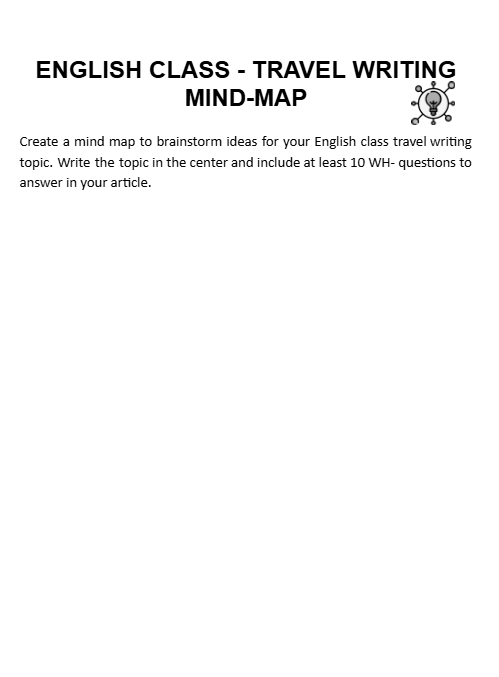 ENGLISH CLASS - TRAVEL WRITING
MIND-MAP
Create a mind map to brainstorm ideas for your English class travel writing
topic. Write the topic in the center and include at least 10 WH- questions to
answer in your article.